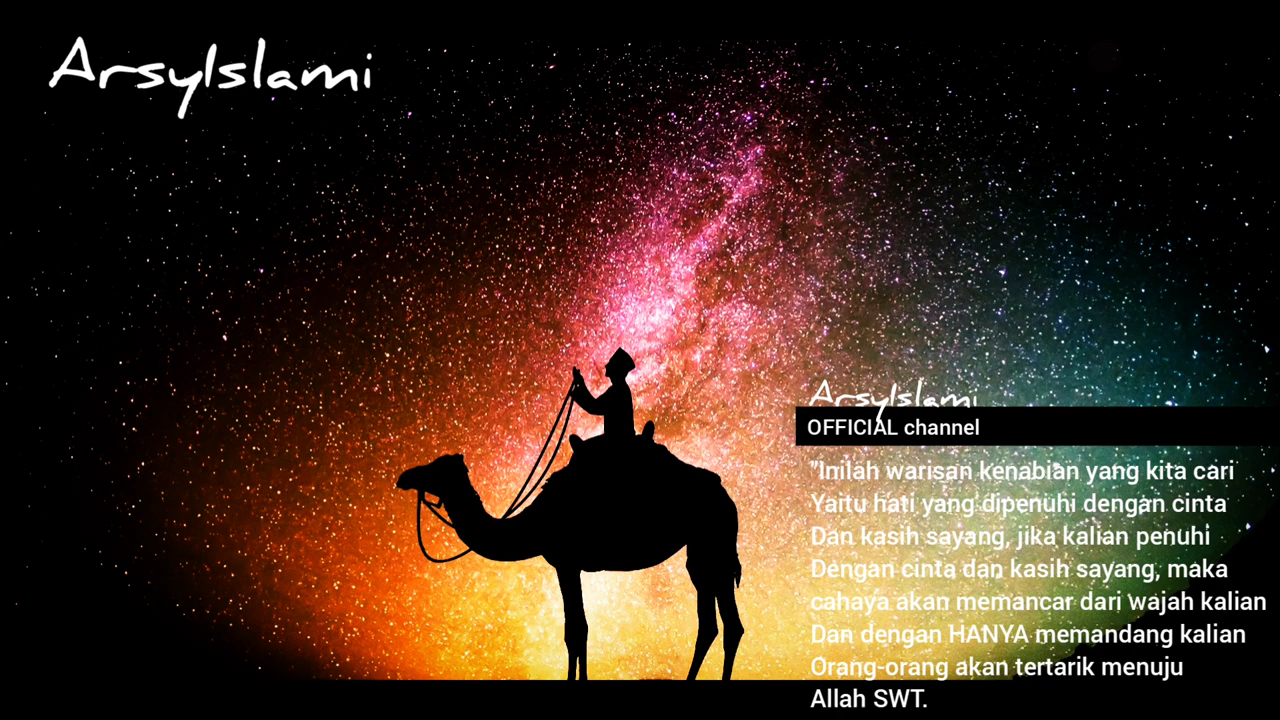 ArsyIslami
ArsyIslami
OFFICIAL channel
"Inilah warisan kenabian yang kita cari
Yaitu hati yang dipenuhi dengan cinta
Dan kasih sayang, jika kalian penuhi
Dengan cinta dan kasih sayang, maka
cahaya akan memancar dari wajah kalian
Dan dengan HANYA memandang kalian
Orang-orang akan tertarik menuju
Allah SWT.